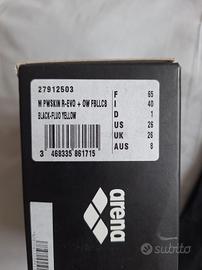 27912503
M PWSKIN R-EVO + OW FBLLCB
BLACK-FLUO YELLOW
F 65
I 40
D 1
US 26
UK 26
AUS 8
3 468335 861715
arena
subito